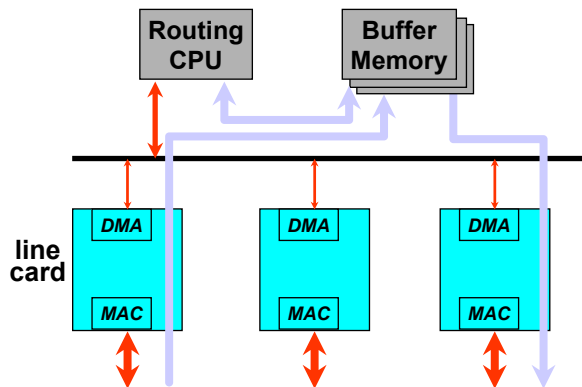 Routing
CPU
Buffer
Memory
line
card
DMA
DMA
DMA
MAC
MAC
MAC